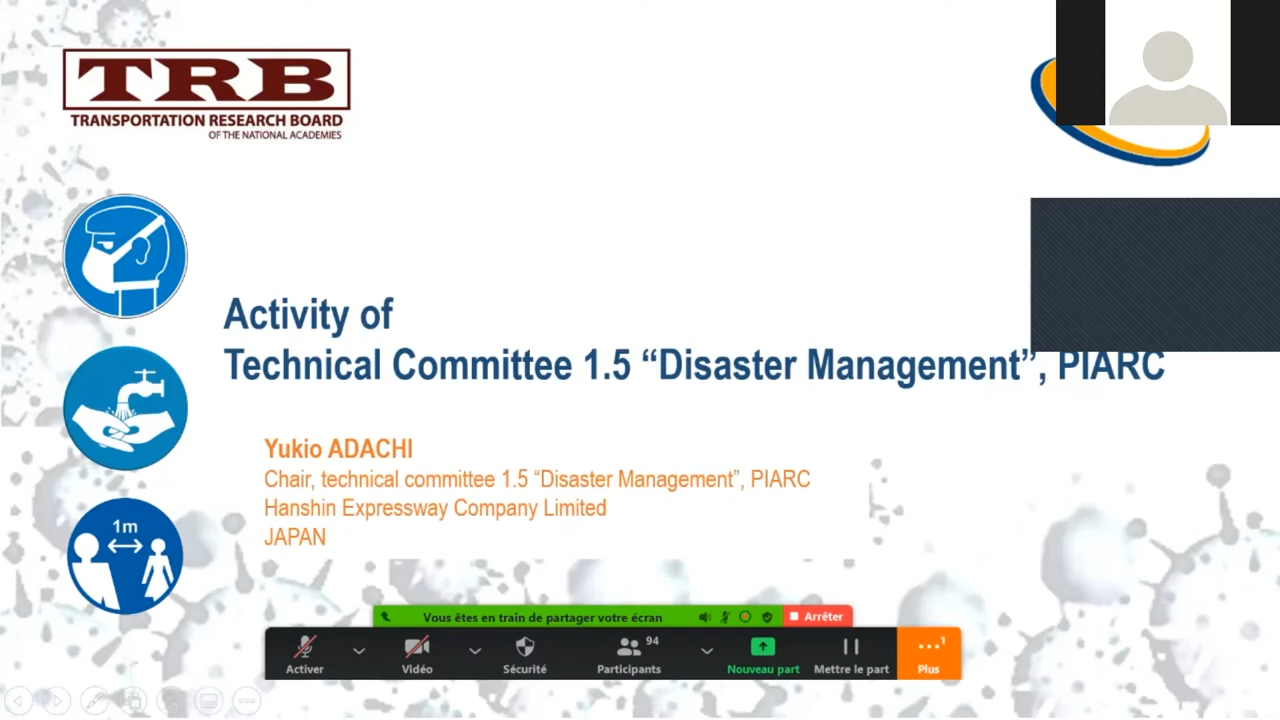 TRB
TRANSPORTATION RESEARCH BOARD
OF THE NATIONAL ACADEMIES
Activity of
Technical Committee 1.5 “Disaster Management”, PIARC
Yukio ADACHI
Chair, technical committee 1.5 “Disaster Management”, PIARC
Hanshin Expressway Company Limited
JAPAN
1m
Vous êtes en train de partager votre écran
Arrêter
94
1
Activer
Vidéo
Sécurité
Participants
Nouveau part
Mettre le part
Plus